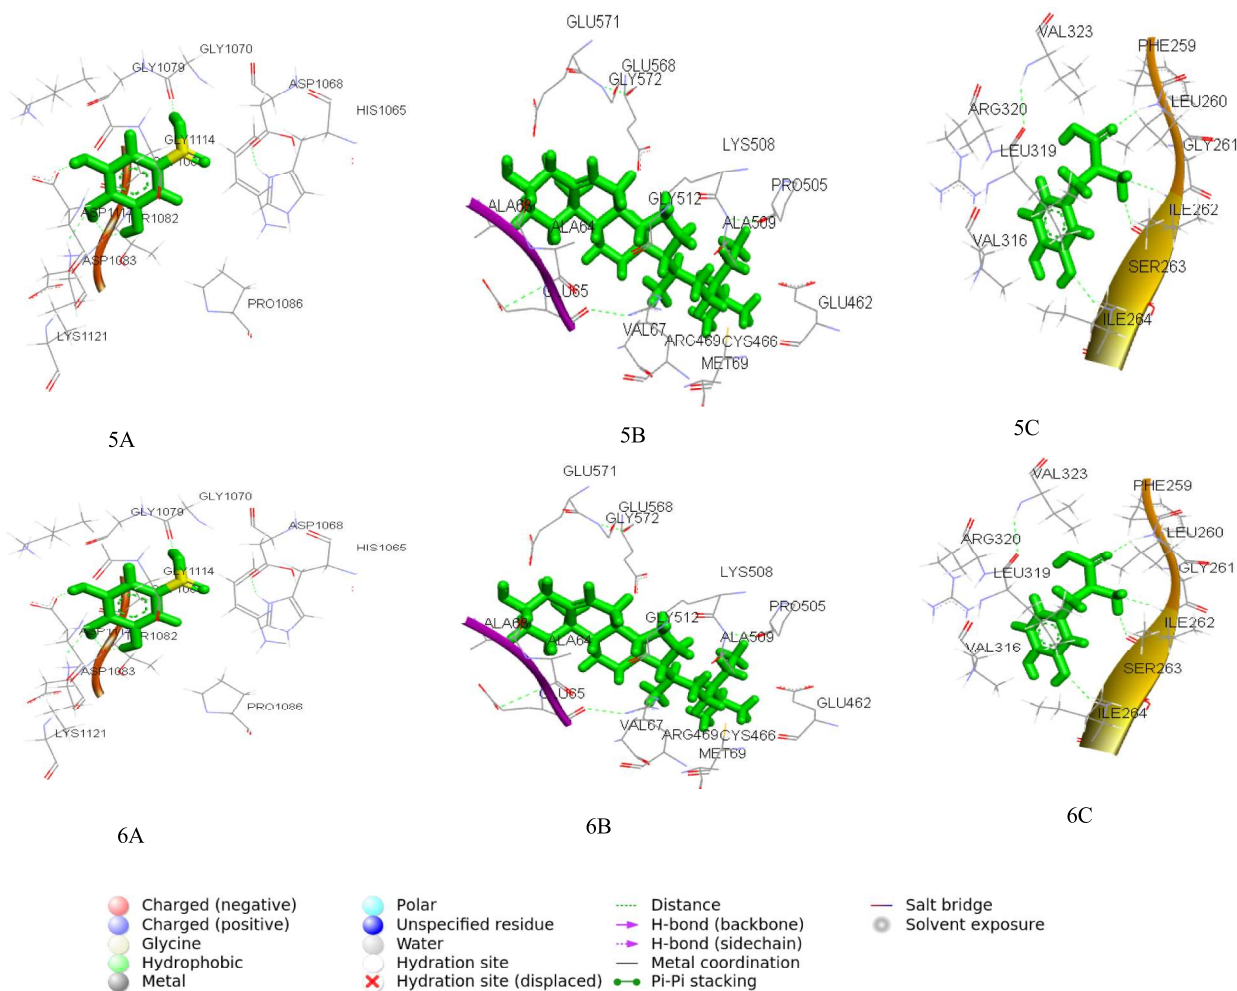 GLY1070
GLY1079
ASP1068
HIS1065
GLY1114
TYR1082
ASP1083
PRO1086
LYS1121
5A
GLU571
GLU568
GLY572
LYS508
PRO505
GLY512
ALA509
ALA64
GLU65
GLU462
VAL67
ARG469
CYS466
MET69
5B
VAL323
PHE259
LEU260
ARG320
GLY261
LEU319
ILE262
VAL316
SER263
ILE264
5C
GLY1070
GLY1079
ASP1068
HIS1065
GLY1114
ASP1083
PRO1086
LYS1121
6A
GLU571
GLU568
GLY572
LYS508
PRO505
GLY512
ALA509
ALA64
GLU65
GLU462
VAL67
ARG469
CYS466
MET69
6B
VAL323
PHE259
LEU260
ARG320
GLY261
LEU319
ILE262
VAL316
SER263
ILE264
6C
Charged (negative)
Charged (positive)
Glycine
Hydrophobic
Metal
Polar
Unspecified residue
Water
Hydration site
Hydration site (displaced)
Distance
H-bond (backbone)
H-bond (sidechain)
Metal coordination
Pi-Pi stacking
Salt bridge
Solvent exposure